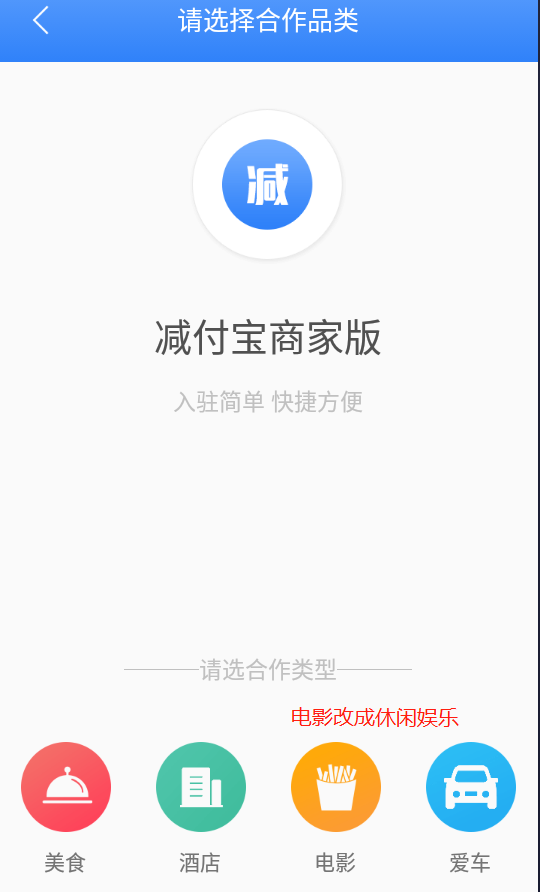 请选择合作品类
减
减付宝商家版
入驻简单 快捷方便
请选合作类型
电影改成休闲娱乐
美食 酒店 电影 爱车